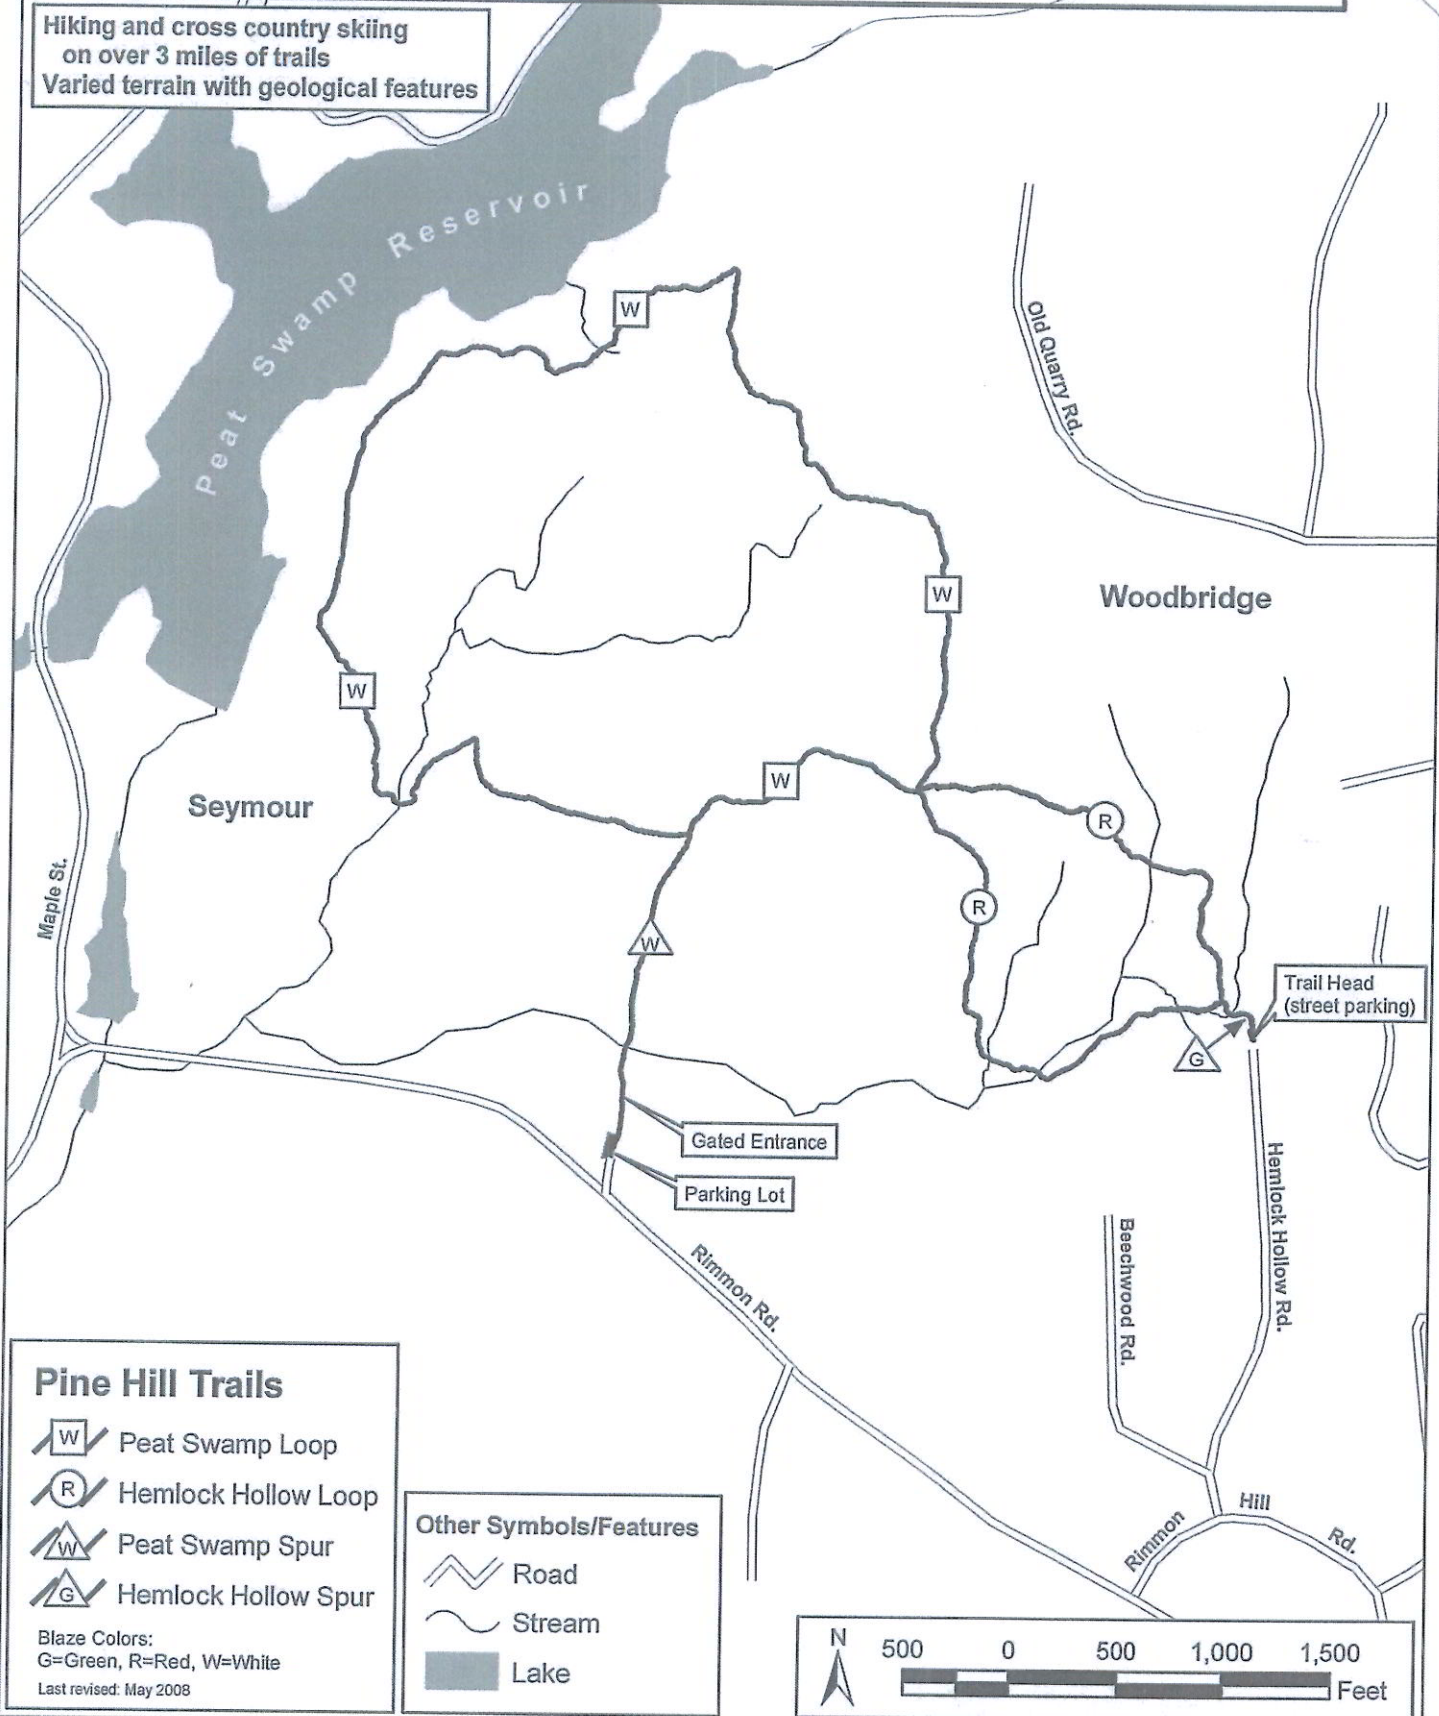 Hiking and cross country skiing
on over 3 miles of trails
Varied terrain with geological features
Peat Swamp Reservoir
W
Old Quarry Rd.
W
Woodbridge
W
W
Seymour
R
Maple St.
R
W
Trail Head
(street parking)
G
Gated Entrance
Parking Lot
Hemlock Hollow Rd.
Beechwood Rd.
Rimmon Rd.
Rimmon Hill Rd.
Pine Hill Trails
W Peat Swamp Loop
R Hemlock Hollow Loop
W Peat Swamp Spur
G Hemlock Hollow Spur
Blaze Colors:
G=Green, R=Red, W=White
Last revised: May 2008
Other Symbols/Features
Road
Stream
Lake
N
500 0 500 1,000 1,500
Feet